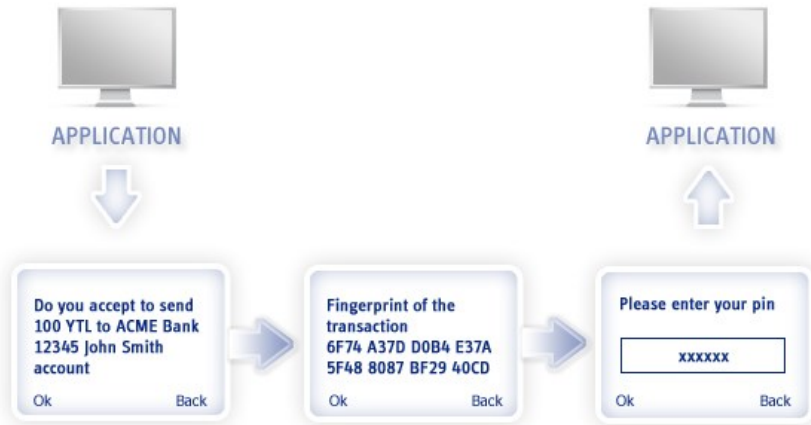 APPLICATION
APPLICATION
Do you accept to send
100 YTL to ACME Bank
12345 John Smith
account
Ok Back
Fingerprint of the
transaction
6F74 A37D D0B4 E37A
5F48 8087 BF29 40CD
Ok Back
Please enter your pin
xxxxxx
Ok Back